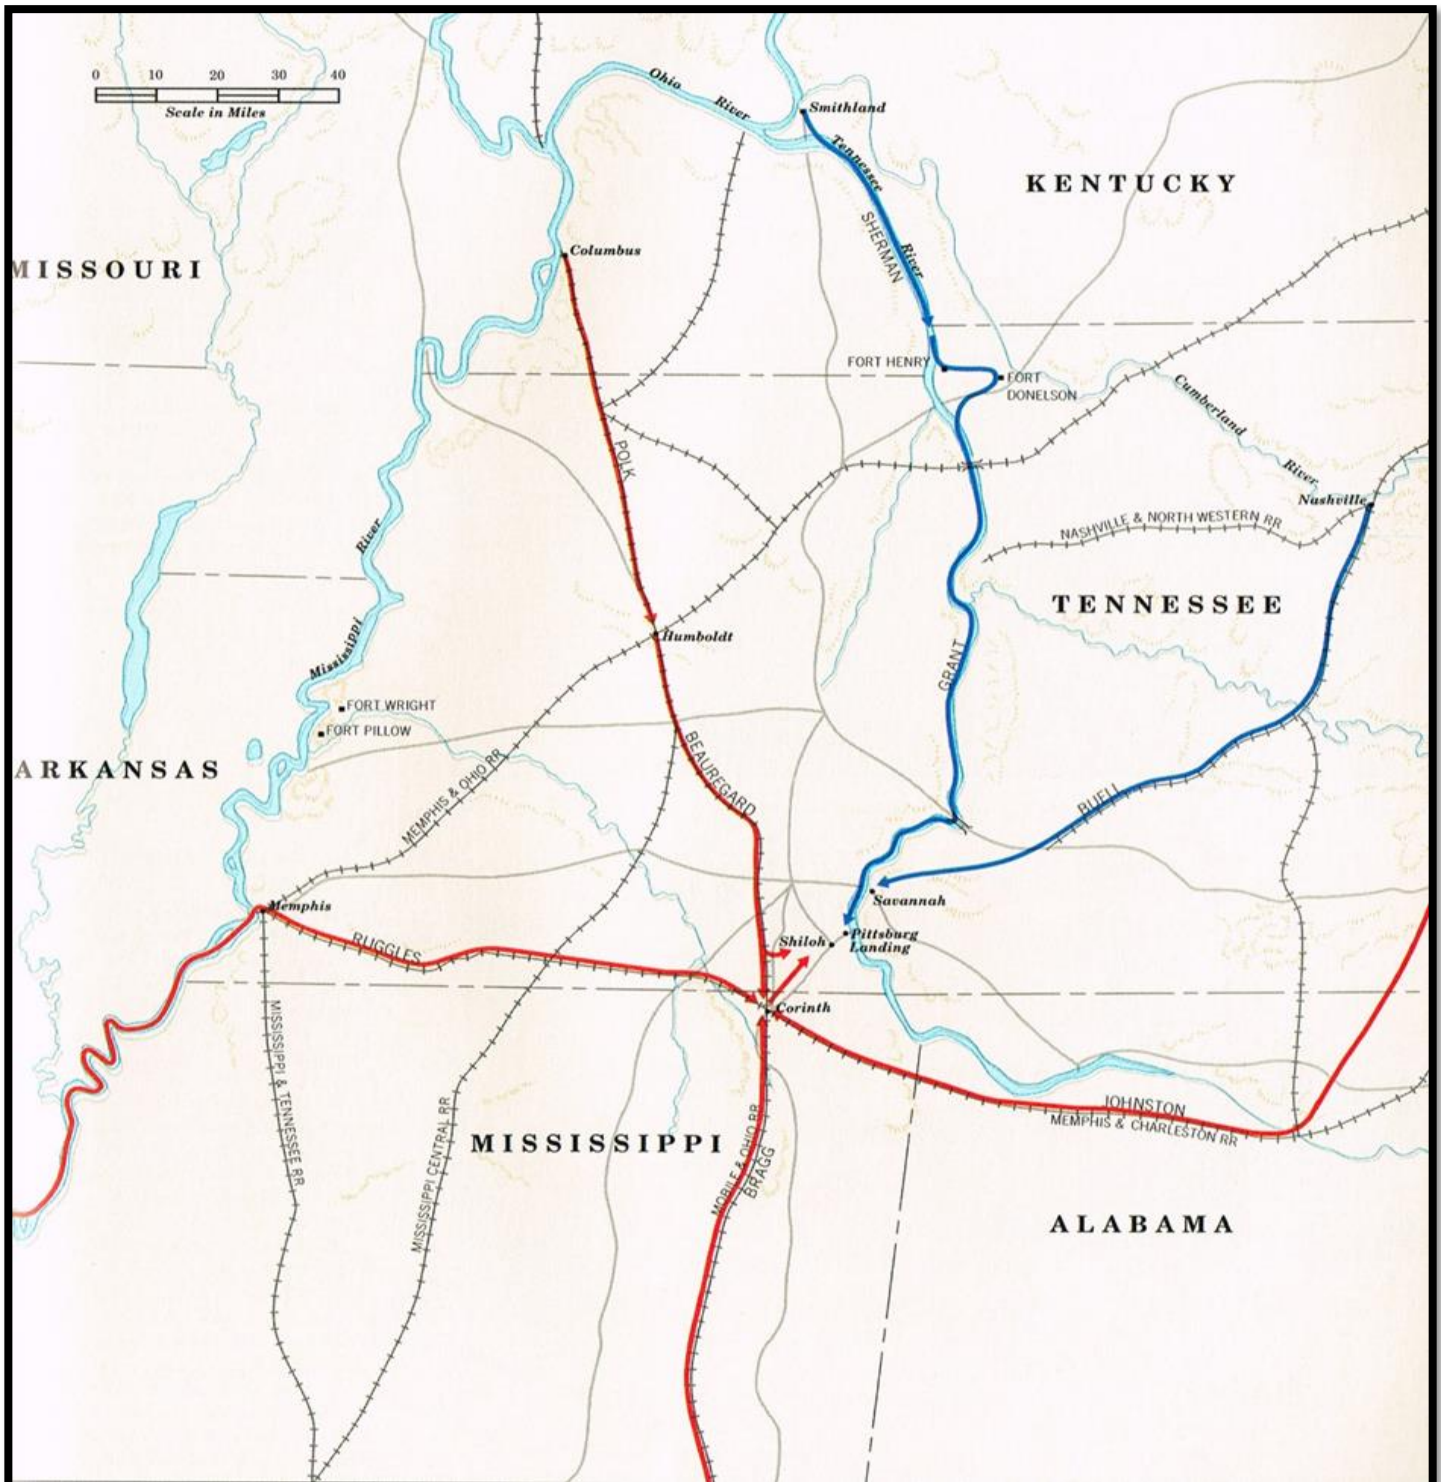 0 10 20 30 40
Scale in Miles
Ohio
River
Smithland
Tennessee
River
SHERMAN
KENTUCKY
Columbus
MISSOURI
FORT HENRY
FORT
DONELSON
Cumberland
River
POLK
Nashville
NASHVILLE & NORTH WESTERN RR
River
Mississippi
TENNESSEE
Humboldt
GRANT
FORT WRIGHT
FORT PILLOW
ARKANSAS
MEMPHIS & OHIO RR
BEAUREGARD
BUELL
Savannah
Memphis
RUGGLES
Shiloh
Pittsburg
Landing
Corinth
MISSISSIPPI & TENNESSEE RR
MISSISSIPPI CENTRAL RR
MISSISSIPPI
MOBILE & OHIO RR
BRAGG
JOHNSTON
MEMPHIS & CHARLESTON RR
ALABAMA